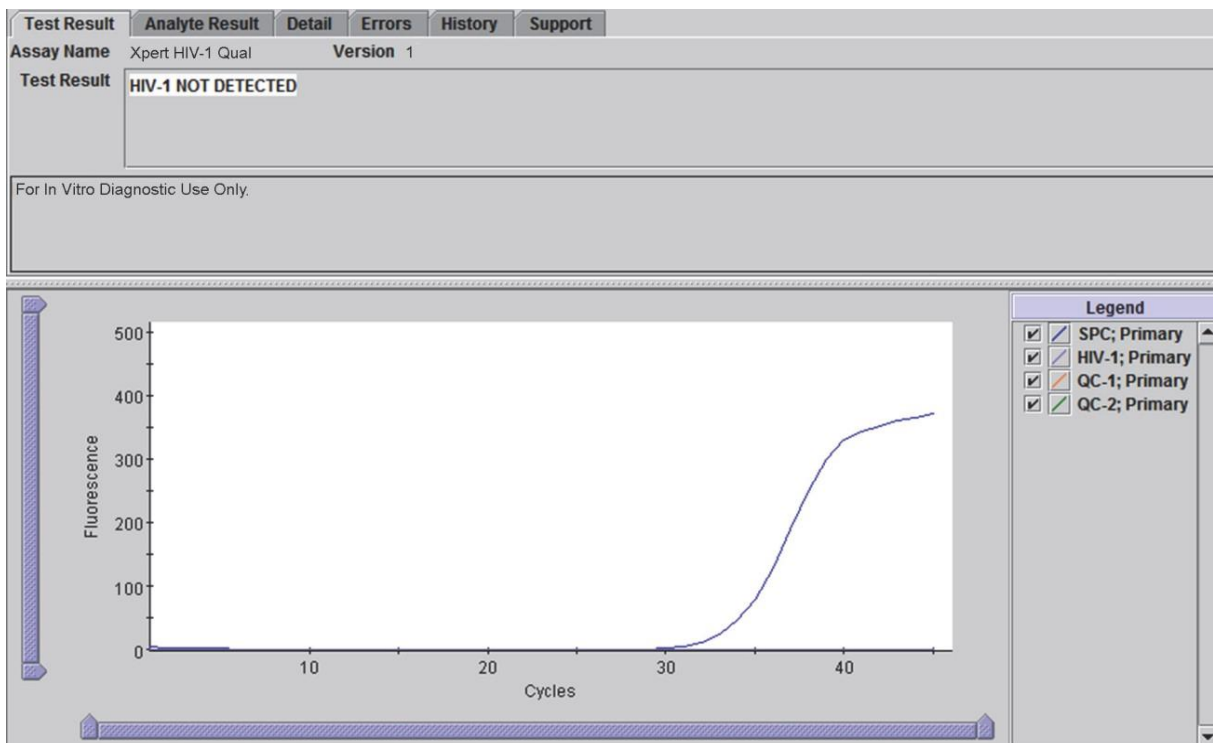 Test Result Analyte Result Detail Errors History Support
Assay Name Xpert HIV-1 Qual Version 1
Test Result HIV-1 NOT DETECTED
For In Vitro Diagnostic Use Only.
Legend
SPC; Primary
HIV-1; Primary
QC-1; Primary
QC-2; Primary
500
400
300
200
100
0
Fluorescence
10 20 30 40
Cycles